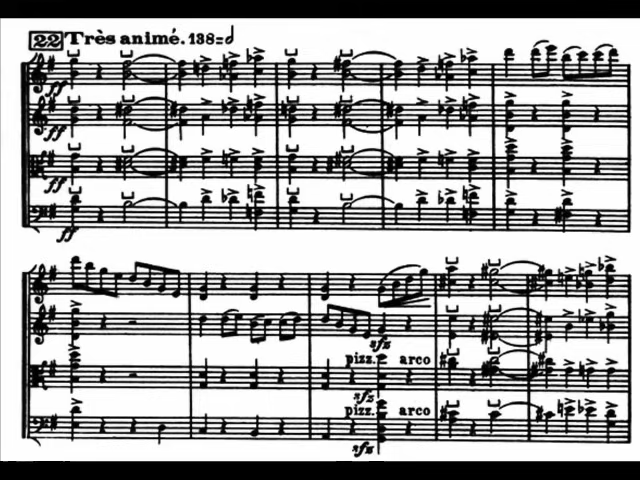 22 Très animé. 138=
ff
ff
ff
ff
sfz
pizz. arco
sfz
pizz. arco
sfz